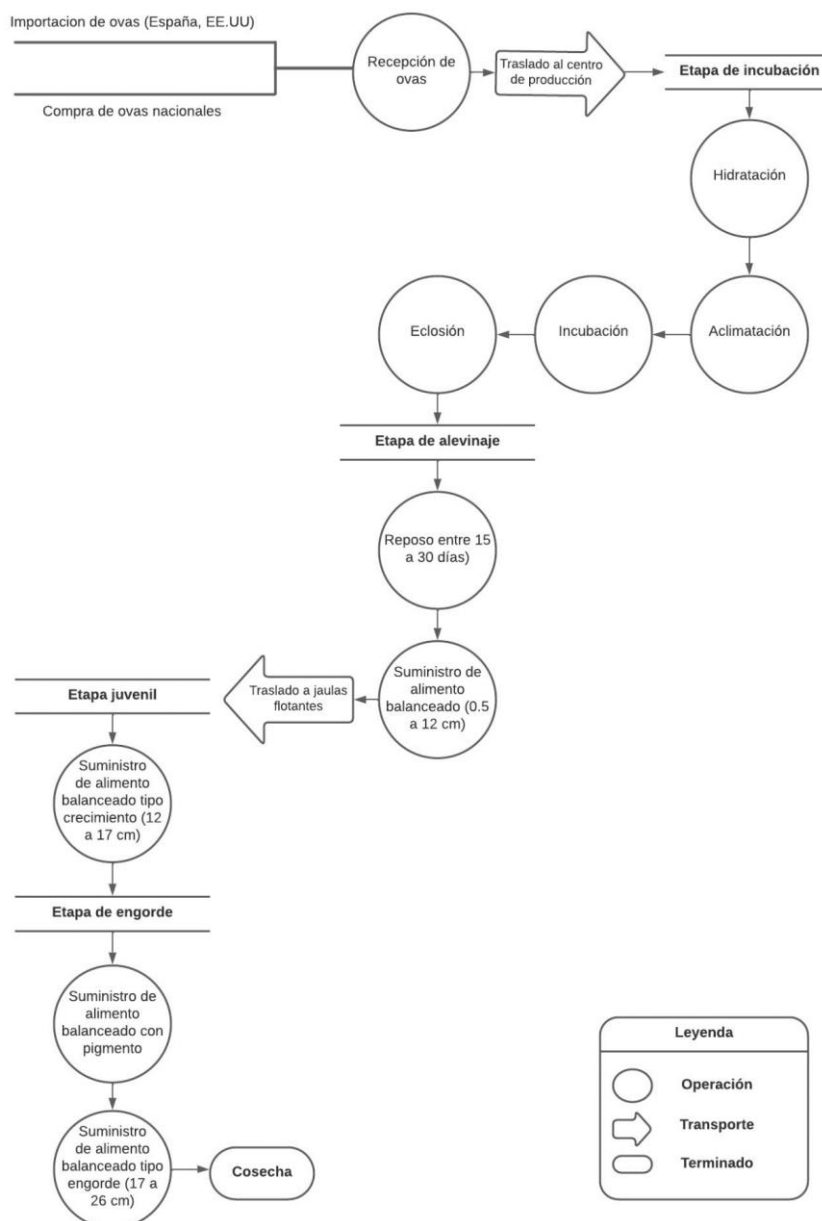 Importacion de ovas (España, EE.UU)
Compra de ovas nacionales
Recepción de
ovas
Traslado al centro
de producción
Etapa de incubación
Hidratación
Aclimatación
Incubación
Eclosión
Etapa de alevinaje
Reposo entre 15
a 30 días)
Suministro de
alimento
balanceado (0.5
a 12 cm)
Traslado a jaulas
flotantes
Etapa juvenil
Suministro
de alimento
balanceado tipo
crecimiento (12
a 17 cm)
Etapa de engorde
Suministro de
alimento
balanceado con
pigmento
Suministro
de alimento
balanceado tipo
engorde (17 a
26 cm)
Cosecha
Leyenda
Operación
Transporte
Terminado